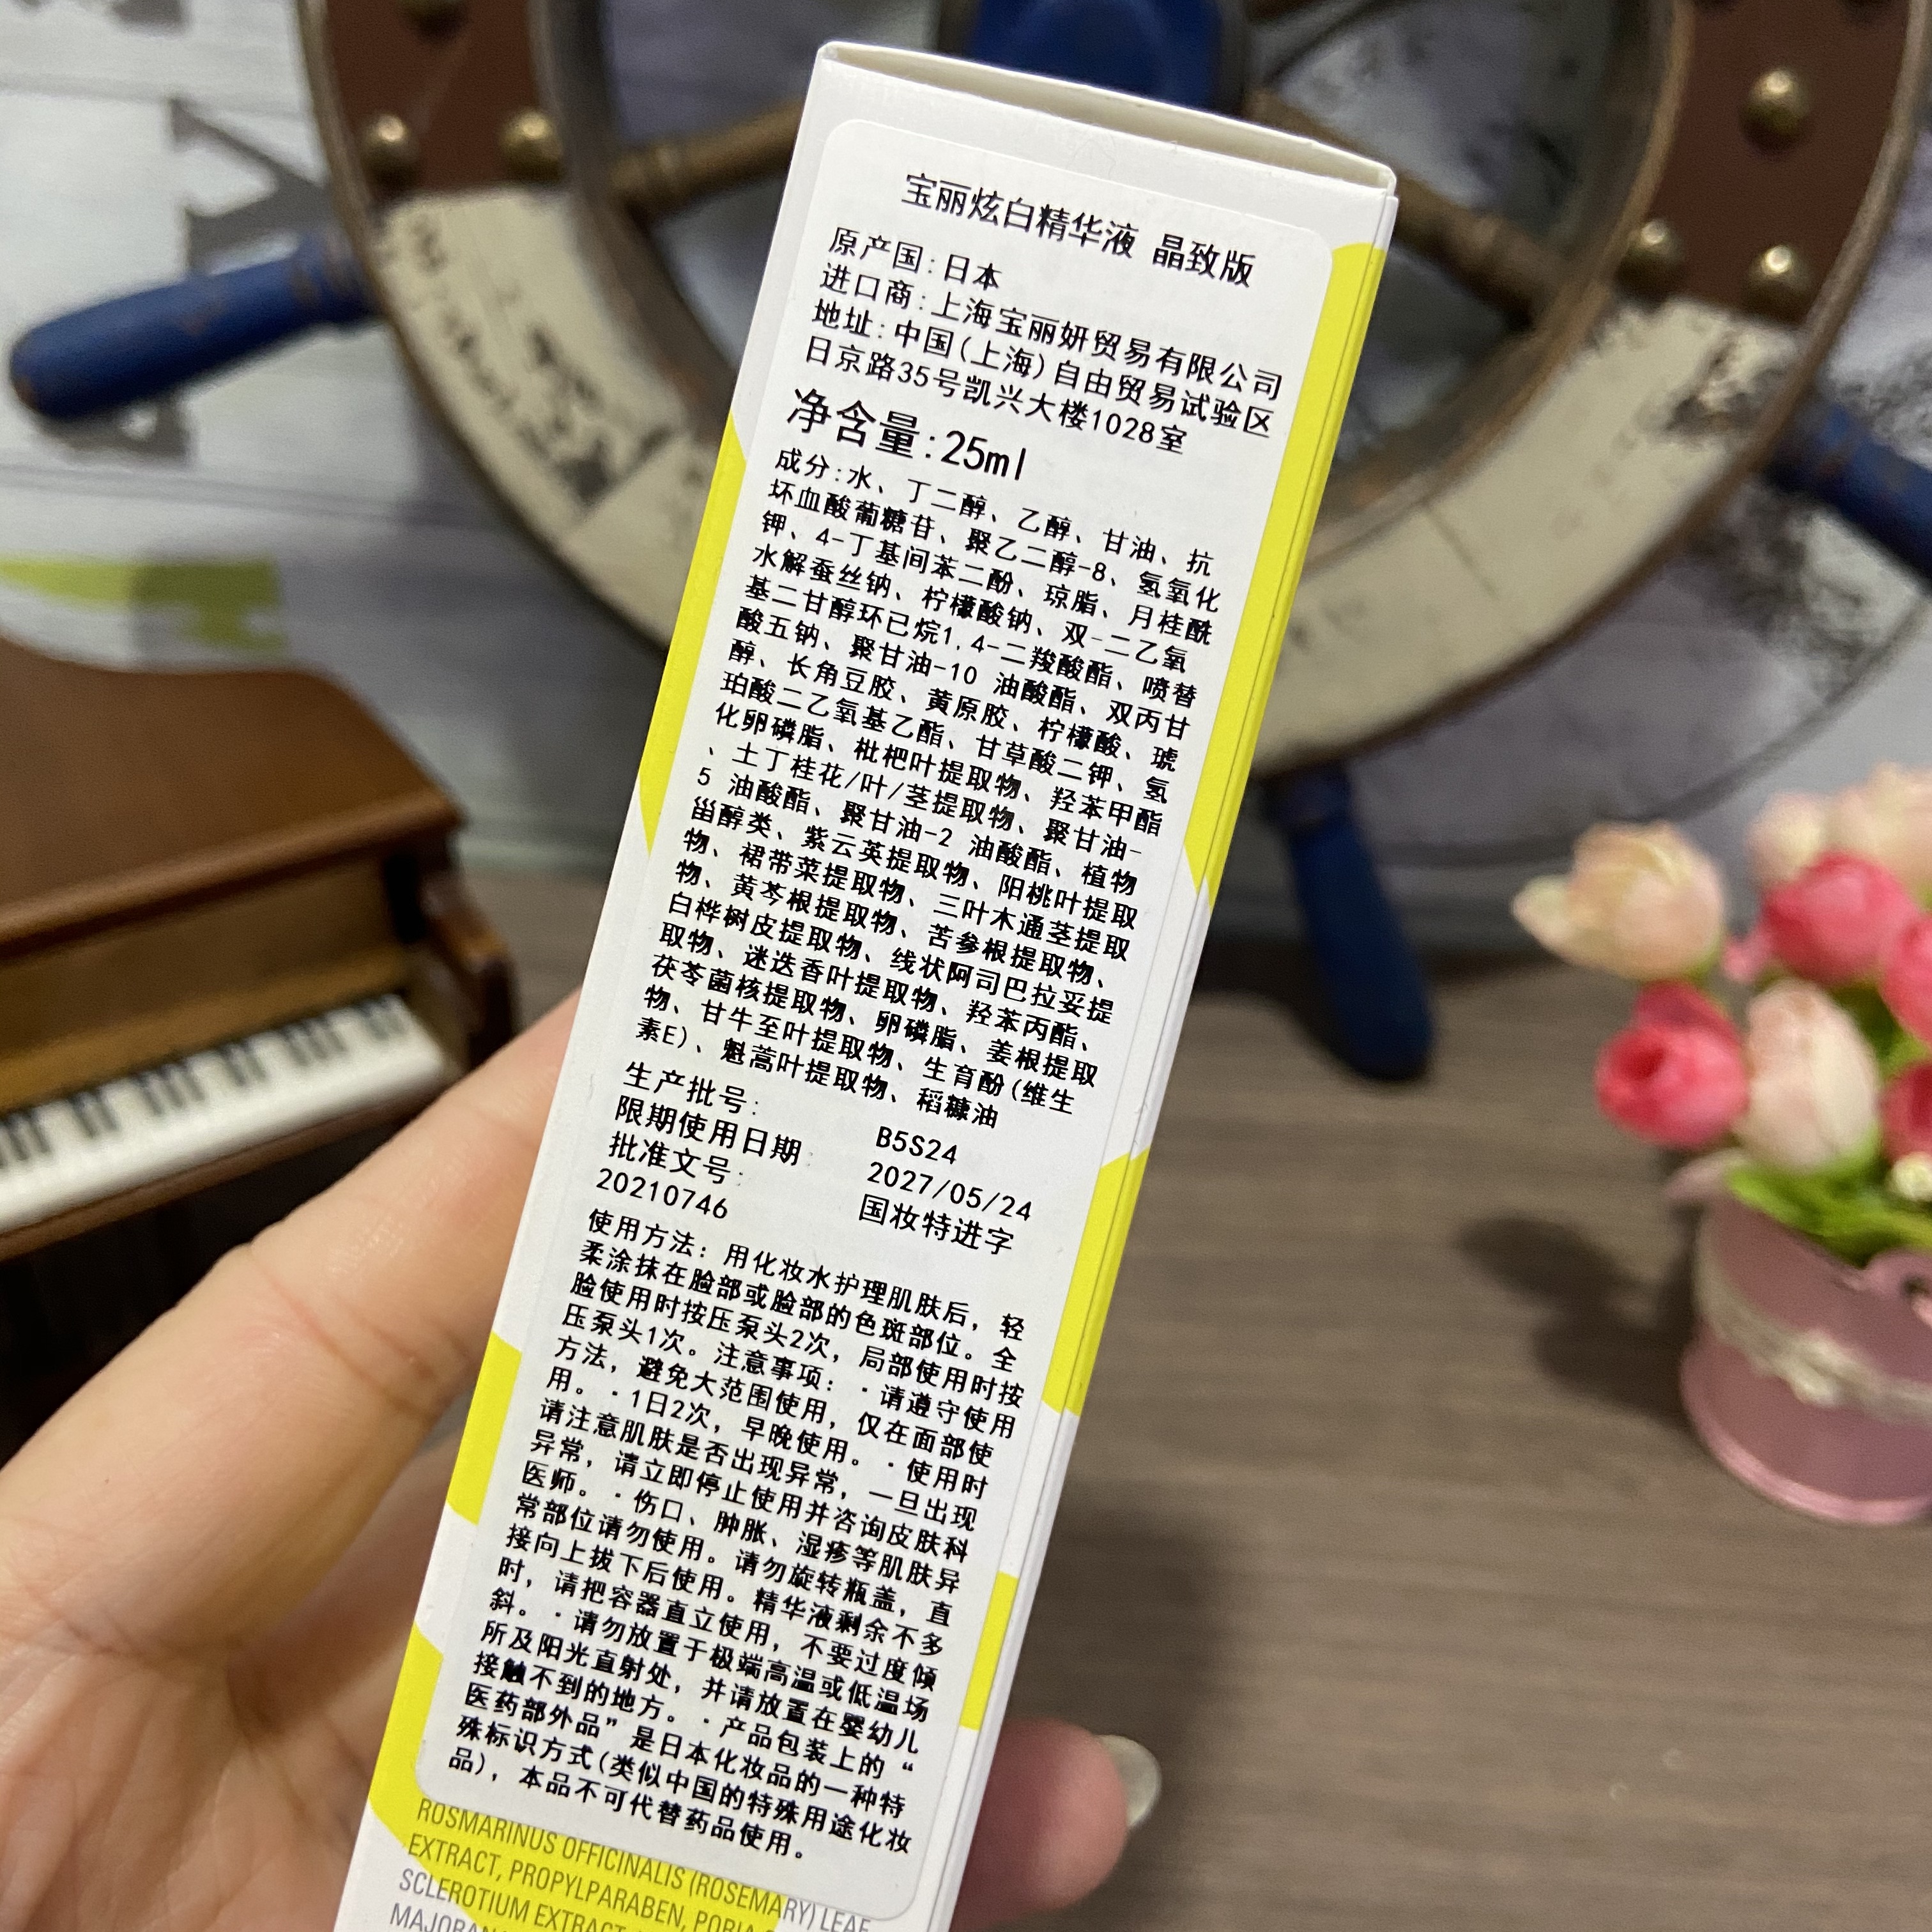 宝丽炫白精华液 晶致版
原产国:日本
进口商:上海宝丽妍贸易有限公司
地址:中国(上海)自由贸易试验区
日京路35号凯兴大楼1028室
净含量:25ml
成分:水、丁二醇、乙醇、甘油、抗
坏血酸葡糖苷、聚乙二醇-8、氢氧化
钾、4-丁基间苯二酚、琼脂、月桂酰
水解蚕丝钠、柠檬酸钠、双-二乙氧
基二甘醇环己烷1,4-二羧酸酯、喷替
酸五钠、聚甘油-10 油酸酯、双丙甘
醇、长角豆胶、黄原胶、柠檬酸、琥
珀酸二乙氧基乙酯、甘草酸二钾、氢
化卵磷脂、枇杷叶提取物、羟苯甲酯
、土丁桂花/叶/茎提取物、聚甘油-
5 油酸酯、聚甘油-2 油酸酯、植物
甾醇类、紫云英提取物、阳桃叶提取
物、裙带菜提取物、三叶木通茎提取
物、黄芩根提取物、苦参根提取物、
白桦树皮提取物、线状阿司巴拉妥提
取物、迷迭香叶提取物、羟苯丙酯、
茯苓菌核提取物、卵磷脂、姜根提取
物、甘牛至叶提取物、生育酚(维生
素E)、魁蒿叶提取物、稻糠油
生产批号: B5S24
限期使用日期: 2027/05/24
批准文号: 国妆特进字
20210746
使用方法: 用化妆水护理肌肤后, 轻
柔涂抹在脸部或脸部的色斑部位。全
脸使用时按压泵头2次, 局部使用时按
压泵头1次。注意事项: ·请遵守使用
方法, 避免大范围使用, 仅在面部使
用。·1日2次, 早晚使用。·使用时
请注意肌肤是否出现异常, 一旦出现
异常, 请立即停止使用并咨询皮肤科
医师。·伤口、肿胀、湿疹等肌肤异
常部位请勿使用。请勿旋转瓶盖, 直
接向上拔下后使用。精华液剩余不多
时, 请把容器直立使用, 不要过度倾
斜。·请勿放置于极端高温或低温场
所及阳光直射处, 并请放置在婴幼儿
接触不到的地方。·产品包装上的“
医药部外品”是日本化妆品的一种特
殊标识方式(类似中国的特殊用途化妆
品), 本品不可代替药品使用。
ROSMARINUS OFFICINALIS (ROSEMARY) LEAF
EXTRACT, PROPYLPARABEN, PORIA
SCLEROTIUM EXTRACT